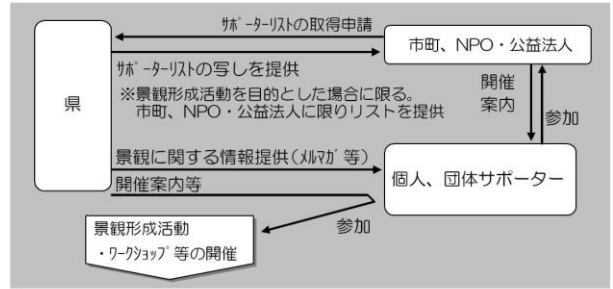 サポーターリストの取得申請
市町、NPO・公益法人
サポーターリストの写しを提供
※景観形成活動を目的とした場合に限る。
市町、NPO・公益法人に限りリストを提供
県
開催
案内
参加
景観に関する情報提供(メルマガ等)
開催案内等
個人、団体サポーター
参加
景観形成活動
・ワークショップ等の開催